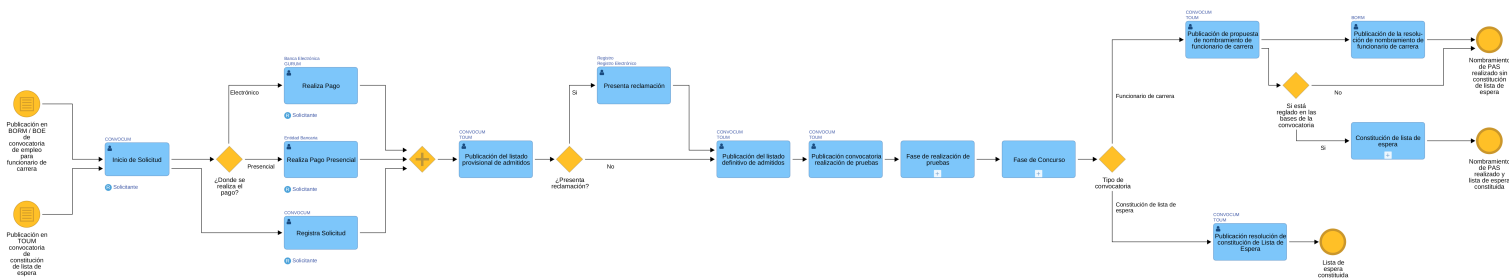 Publicación en
BORM / BOE
de
convocatoria
de empleo
para
funcionario de
carrera
Publicación en
TOUM
convocatoria
de
constitución
de lista de
espera
CONVOCUM
Inicio de Solicitud
Solicitante
¿Donde se
realiza el
pago?
Electrónico
Presencial
Banca Electrónica
CURIUM
Realiza Pago
Solicitante
Entidad Bancaria
Realiza Pago Presencial
Solicitante
CONVOCUM
Registra Solicitud
Solicitante
CONVOCUM
TOUM
Publicación del listado
provisional de admitidos
¿Presenta
reclamación?
Si
No
Registro
Registro Electrónico
Presenta reclamación
CONVOCUM
TOUM
Publicación del listado
definitivo de admitidos
CONVOCUM
TOUM
Publicación convocatoria
realización de pruebas
Fase de realización de
pruebas
Fase de Concurso
Tipo de
convocatoria
Funcionario de carrera
Constitución de lista de
espera
CONVOCUM
TOUM
Publicación de propuesta
de nombramiento de
funcionario de carrera
BORM
Publicación de la resolu-
ción de nombramiento de
funcionario de carrera
Nombramiento
de PAS
realizado sin
constitución
de lista de
espera
Si está
reglado en las
bases de la
convocatoria
No
Si
Constitución de lista de
espera
Nombramiento
de PAS
realizado y
lista de espera
constituida
CONVOCUM
TOUM
Publicación resolución de
constitución de Lista de
Espera
Lista de
espera
constituida